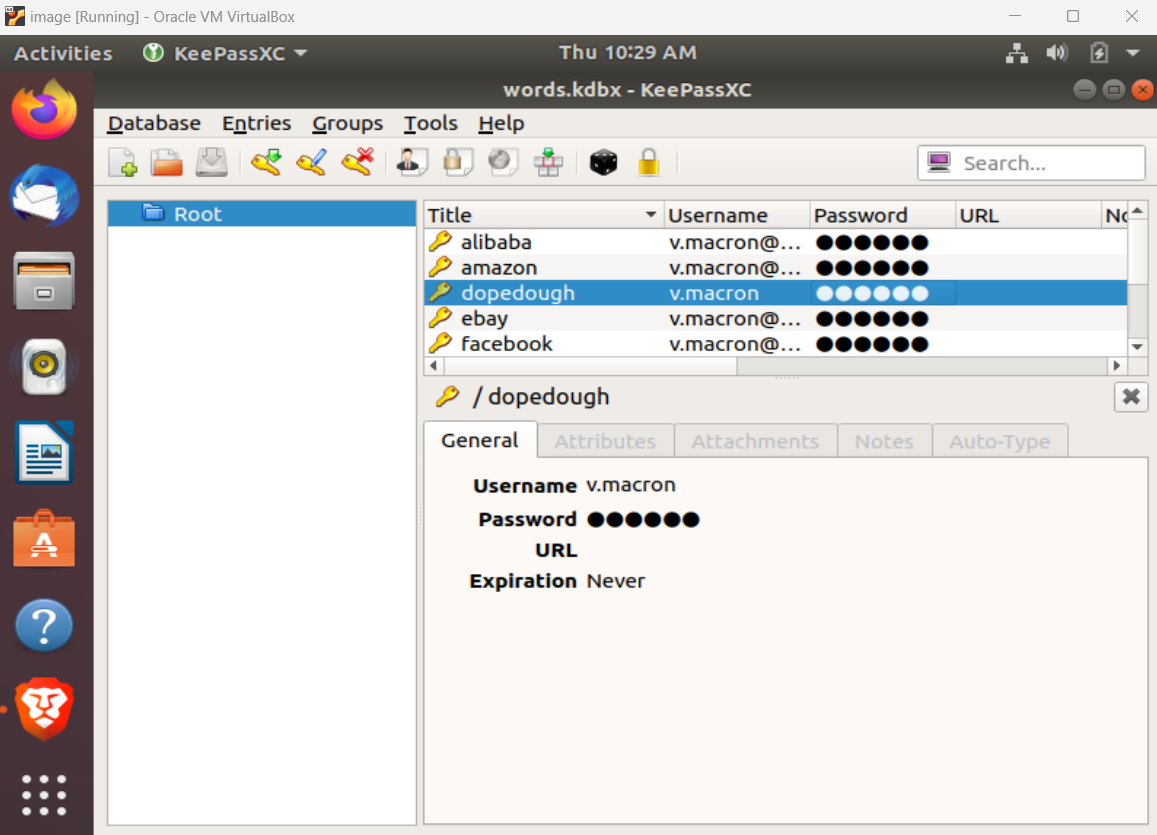 image [Running] - Oracle VM VirtualBox
Activities KeePassXC Thu 10:29 AM
words.kdbx - KeePassXC
Database Entries Groups Tools Help
Search...
Root
Title Username Password URL
alibaba v.macron@... ●●●●●●
amazon v.macron@... ●●●●●●
dopedough v.macron ●●●●●●
ebay v.macron@... ●●●●●●
facebook v.macron@... ●●●●●●
/ dopedough
General Attributes Attachments Notes Auto-Type
Username v.macron
Password ●●●●●●
URL
Expiration Never